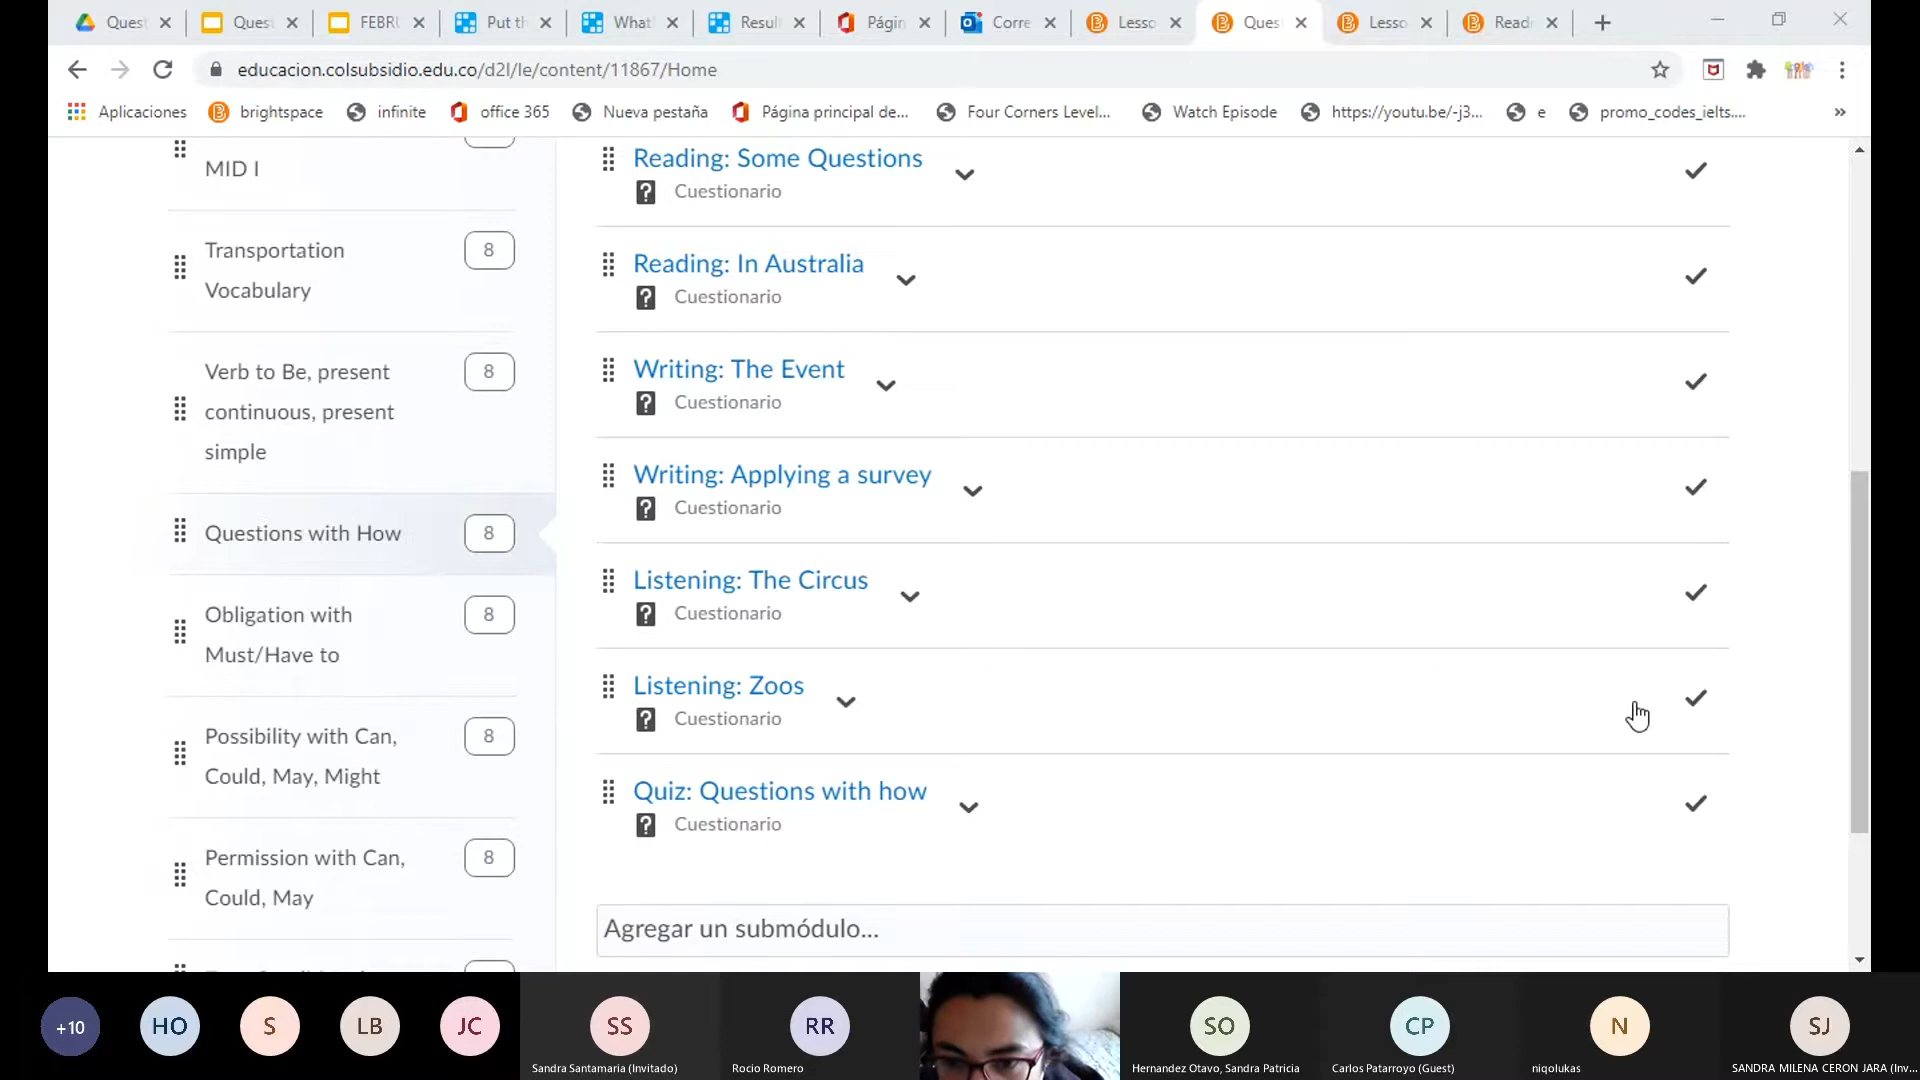 Quest
Ques
FEBRU
Put th
What
Result
Págin
Corre
Lesso
Ques
Lesso
Readi
educacion.colsubsidio.edu.co/d2l/le/content/11867/Home
Aplicaciones
brightspace
infinite
office 365
Nueva pestaña
Página principal de...
Four Corners Level...
Watch Episode
https://youtu.be/-j3...
e
promo_codes_ielts....
»
MID I
Transportation
Vocabulary
8
Verb to Be, present
continuous, present
simple
8
Questions with How
8
Obligation with
Must/Have to
8
Possibility with Can,
Could, May, Might
8
Permission with Can,
Could, May
8
Reading: Some Questions
Cuestionario
Reading: In Australia
Cuestionario
Writing: The Event
Cuestionario
Writing: Applying a survey
Cuestionario
Listening: The Circus
Cuestionario
Listening: Zoos
Cuestionario
Quiz: Questions with how
Cuestionario
Agregar un submódulo...
+10
HO
S
LB
JC
SS
Sandra Santamaria (Invitado)
RR
Rocio Romero
SO
Hernandez Otavo, Sandra Patricia
CP
Carlos Patarroyo (Guest)
N
niqolukas
SJ
SANDRA MILENA CERON JARA (Inv...